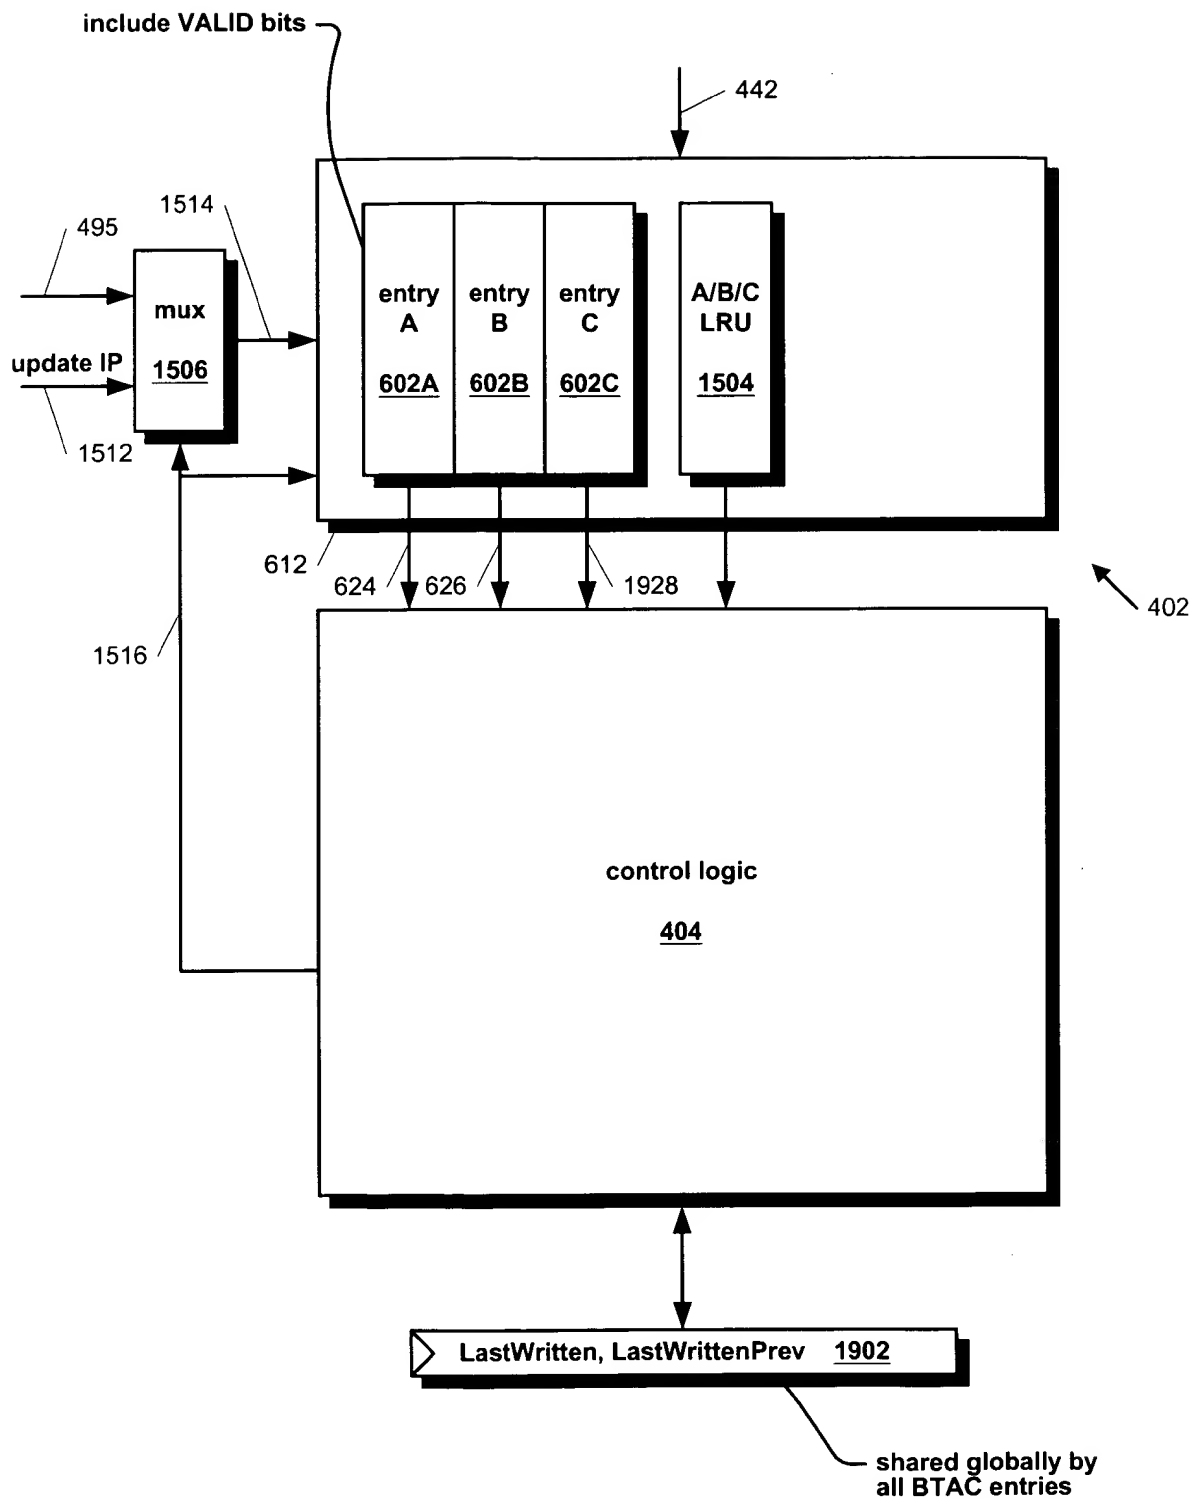 include VALID bits
442
1514
495
mux
1506
update IP
1512
entry
A
602A
entry
B
602B
entry
C
602C
A/B/C
LRU
1504
612
624
626
1928
402
1516
control logic
404
LastWritten, LastWrittenPrev 1902
shared globally by
all BTAC entries